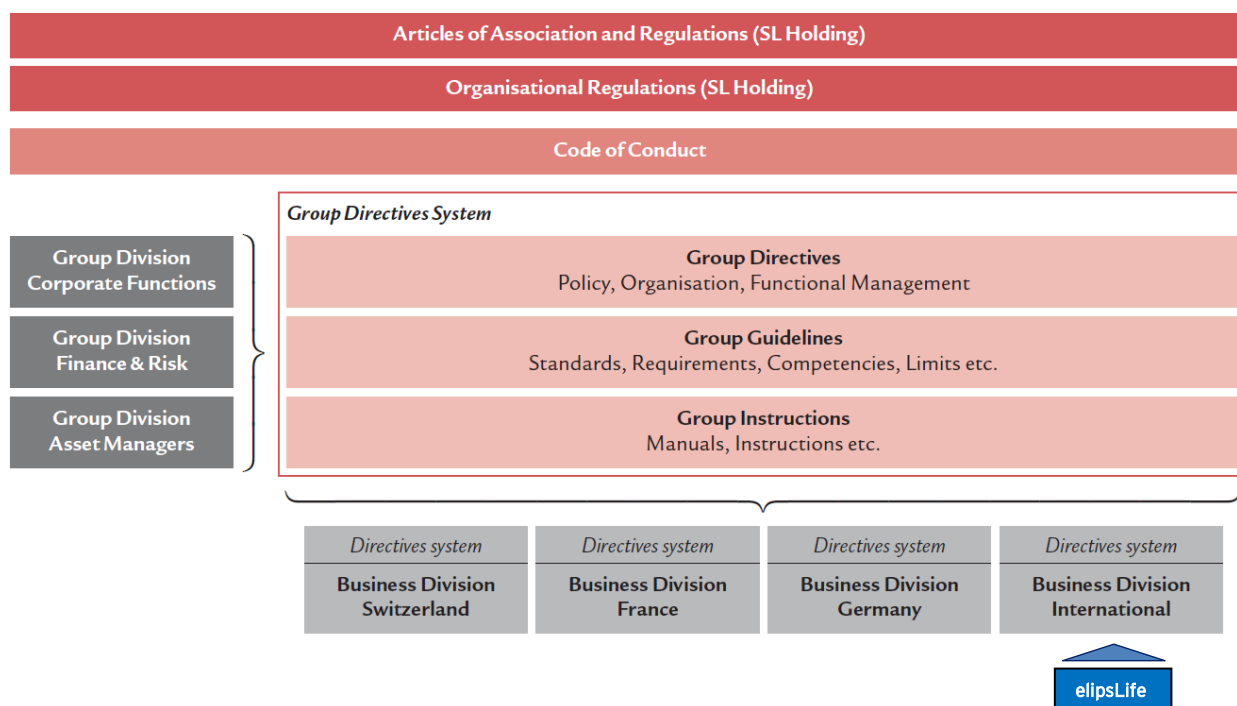 Articles of Association and Regulations (SL Holding)
Organisational Regulations (SL Holding)
Code of Conduct
Group Directives System
Group Division
Corporate Functions
Group Directives
Policy, Organisation, Functional Management
Group Division
Finance & Risk
Group Guidelines
Standards, Requirements, Competencies, Limits etc.
Group Division
Asset Managers
Group Instructions
Manuals, Instructions etc.
Directives system
Business Division
Switzerland
Directives system
Business Division
France
Directives system
Business Division
Germany
Directives system
Business Division
International
elipsLife